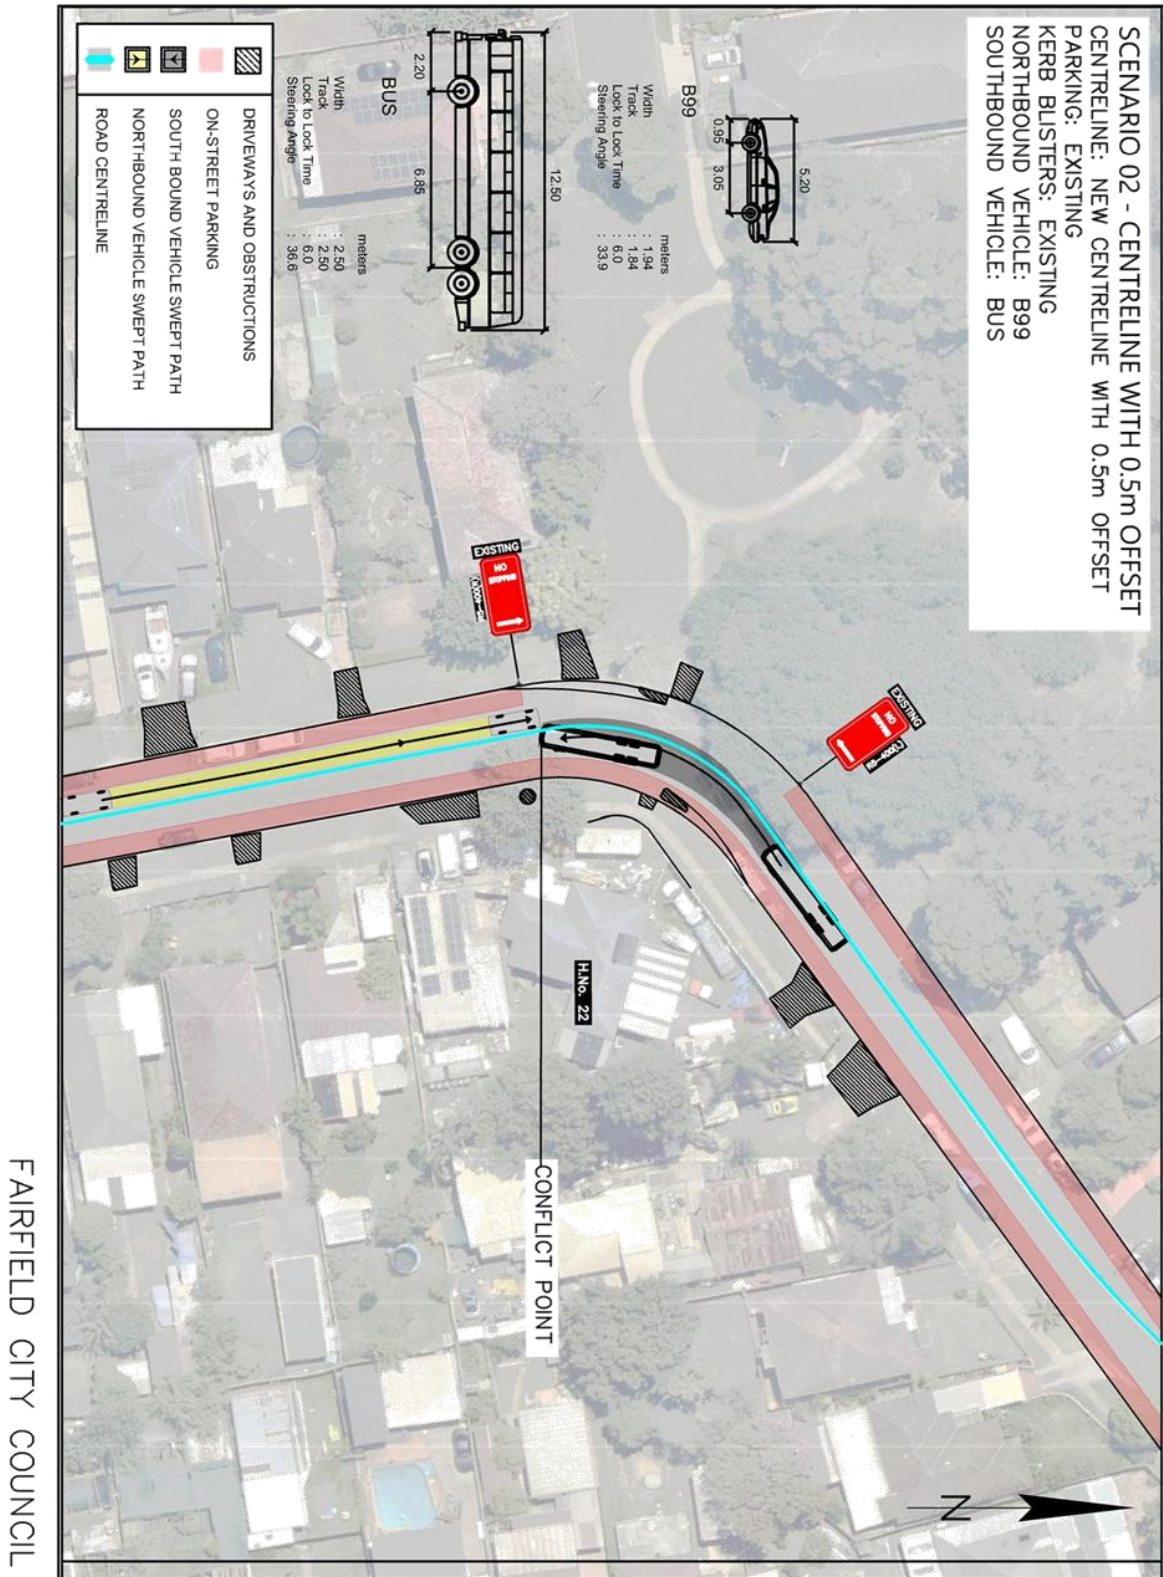 SCENARIO 02 - CENTRELINE WITH 0.5m OFFSET
CENTRELINE: NEW CENTRELINE WITH 0.5m OFFSET
PARKING: EXISTING
KERB BLISTERS: EXISTING
NORTHBOUND VEHICLE: B99
SOUTHBOUND VEHICLE: BUS
5.20
0.95
3.05
B99
meters
Width : 1.94
Track : 1.84
Lock to Lock Time : 6.0
Steering Angle : 33.9
12.50
2.20
6.85
BUS
meters
Width : 2.50
Track : 2.50
Lock to Lock Time : 6.0
Steering Angle : 36.6
DRIVEWAYS AND OBSTRUCTIONS
ON-STREET PARKING
SOUTH BOUND VEHICLE SWEPT PATH
NORTHBOUND VEHICLE SWEPT PATH
ROAD CENTRELINE
EXISTING
NO
STOPPING
EXISTING
NO
R5-400(L)
H.No. 22
CONFLICT POINT
N
FAIRFIELD CITY COUNCIL